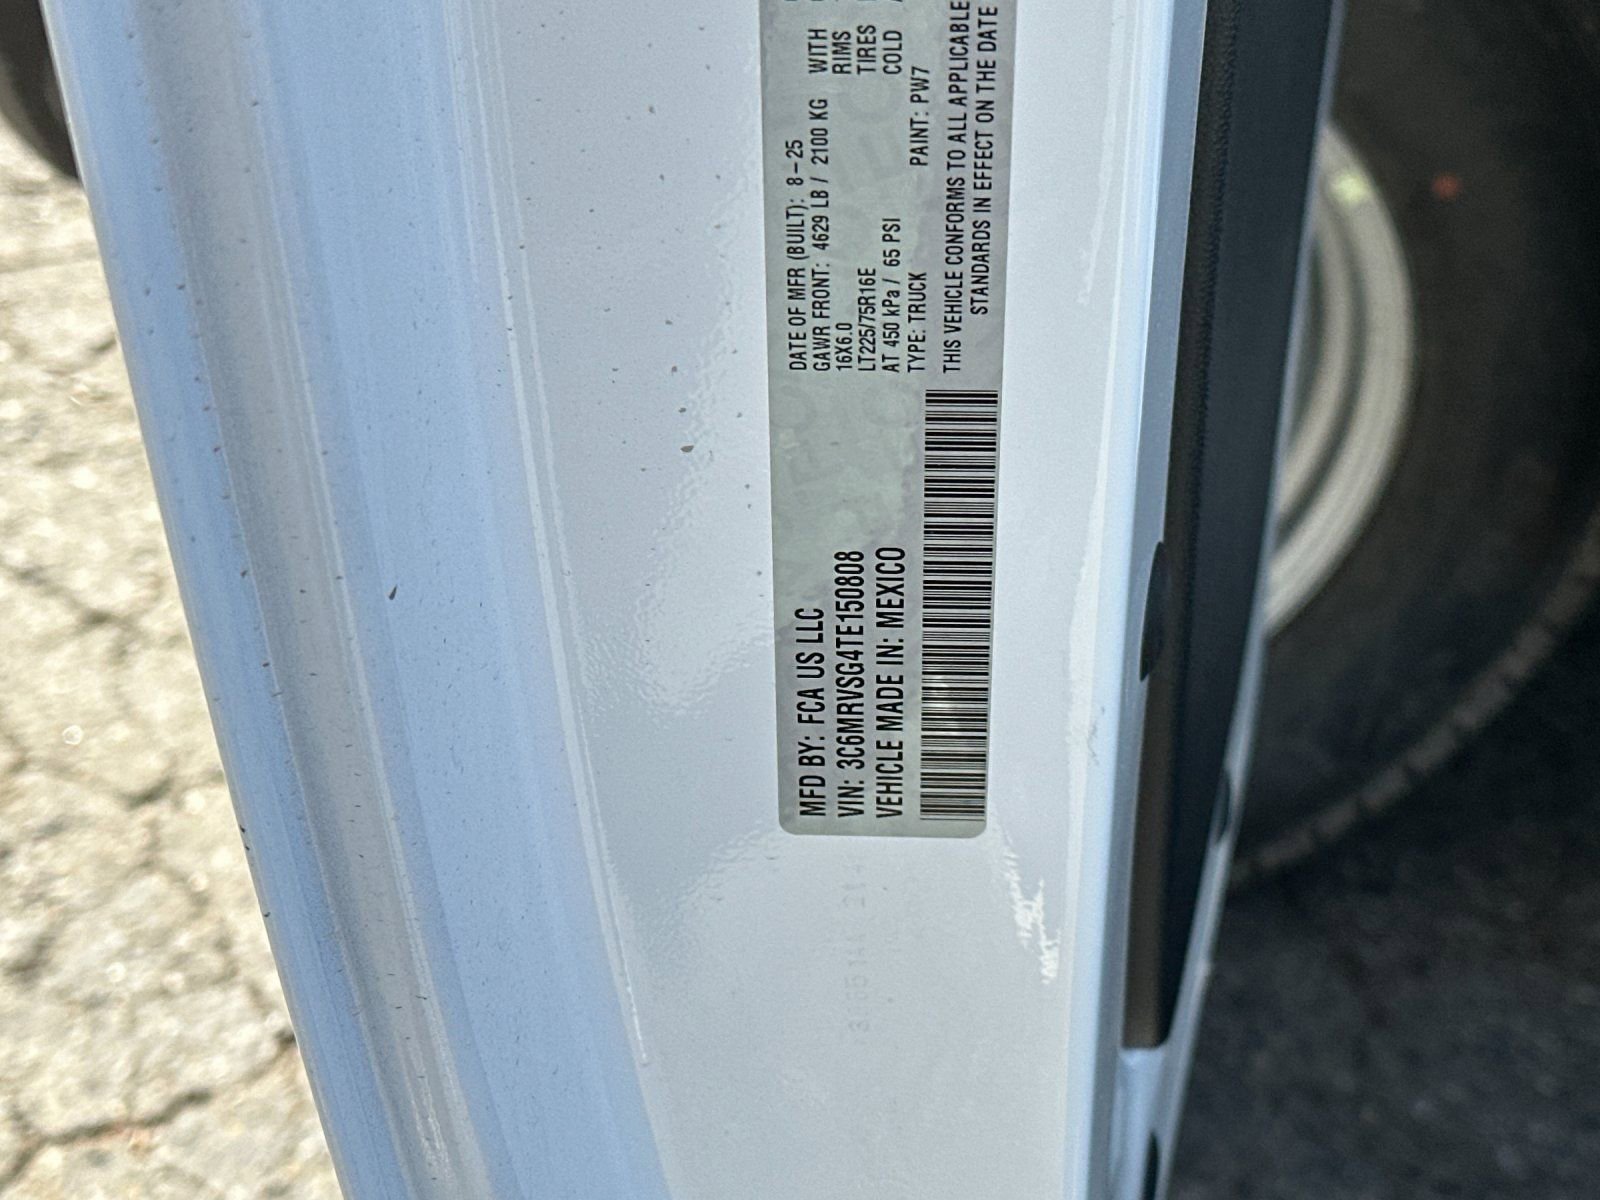 MFD BY: FCA US LLC
VIN: 3C6MRVSG4TE150808
VEHICLE MADE IN: MEXICO
DATE OF MFR (BUILT): 8-25
GAWR FRONT: 4629 LB / 2100 KG WITH
16X6.0 RIMS
LT225/75R16E TIRES
AT 450 kPa / 65 PSI COLD
TYPE: TRUCK PAINT: PW7
THIS VEHICLE CONFORMS TO ALL APPLICABLE
STANDARDS IN EFFECT ON THE DATE